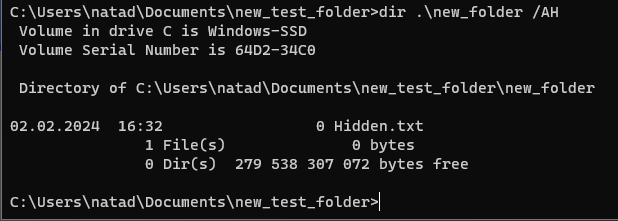 C:\Users\natad\Documents\new_test_folder>dir .\new_folder /AH
Volume in drive C is Windows-SSD
Volume Serial Number is 64D2-34C0
Directory of C:\Users\natad\Documents\new_test_folder\new_folder
02.02.2024  16:32                 0 Hidden.txt
1 File(s)              0 bytes
0 Dir(s)  279 538 307 072 bytes free
C:\Users\natad\Documents\new_test_folder>